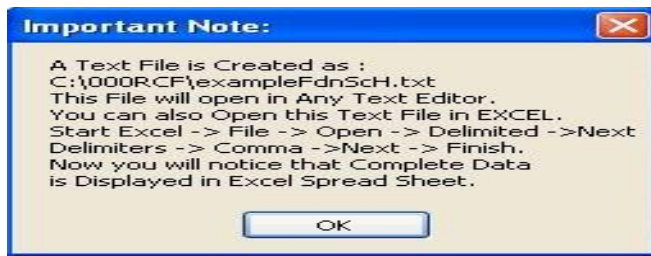 Important Note:
A Text File is Created as :
C:\000RCF\exampleFdnScH.txt
This File will open in Any Text Editor.
You can also Open this Text File in EXCEL.
Start Excel -> File -> Open -> Delimited ->Next
Delimiters -> Comma ->Next -> Finish.
Now you will notice that Complete Data
is Displayed in Excel Spread Sheet.
OK